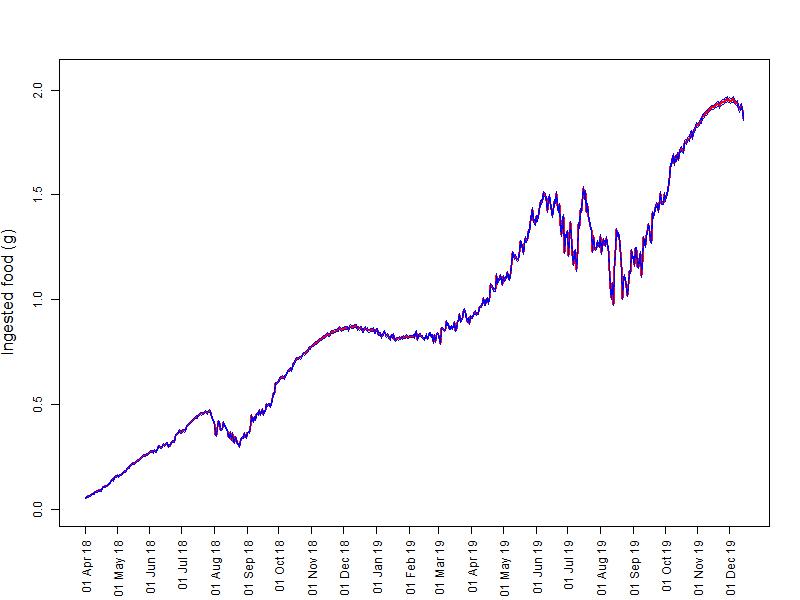 Ingested food (g)
2.0
1.5
1.0
0.5
0.0
01 Apr 18
01 May 18
01 Jun 18
01 Jul 18
01 Aug 18
01 Sep 18
01 Oct 18
01 Nov 18
01 Dec 18
01 Jan 19
01 Feb 19
01 Mar 19
01 Apr 19
01 May 19
01 Jun 19
01 Jul 19
01 Aug 19
01 Sep 19
01 Oct 19
01 Nov 19
01 Dec 19